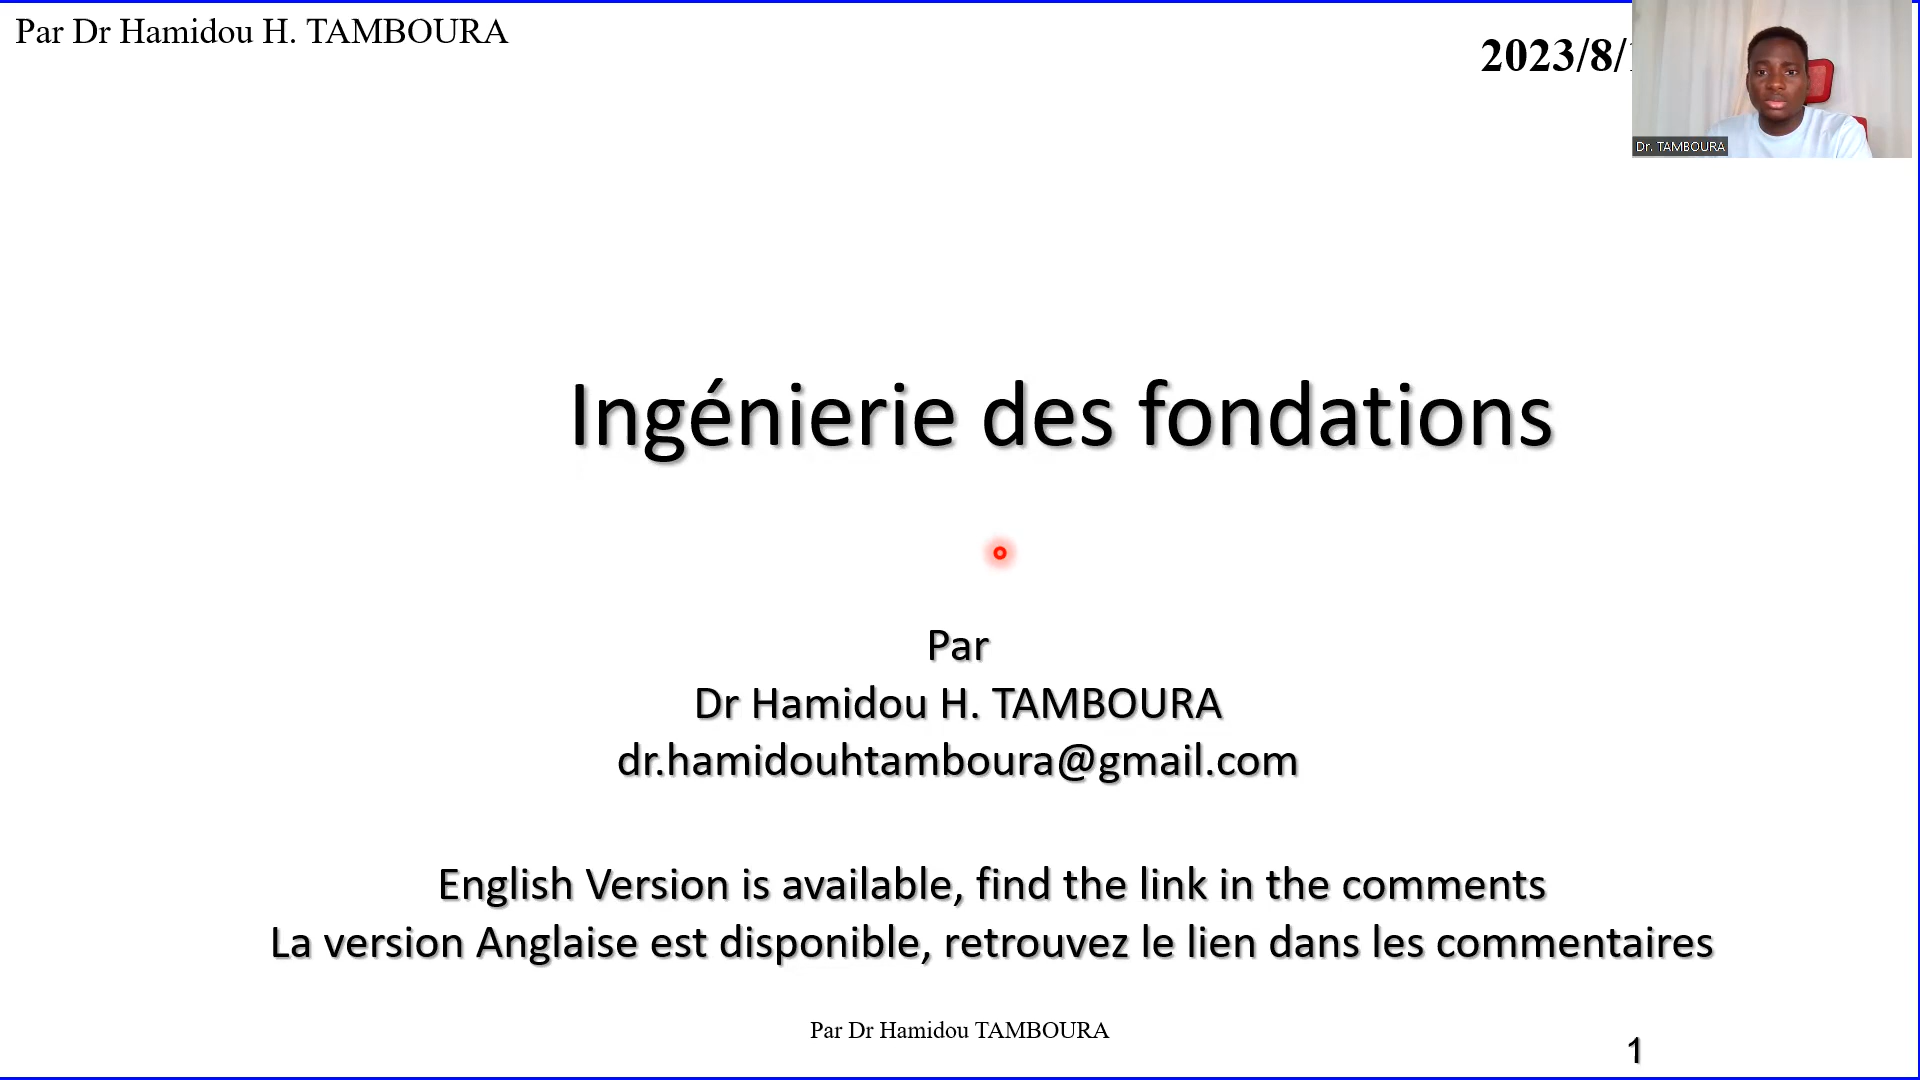 Par Dr Hamidou H. TAMBOURA
2023/8/
Dr. TAMBOURA
Ingénierie des fondations
Par
Dr Hamidou H. TAMBOURA
dr.hamidouhtamboura@gmail.com
English Version is available, find the link in the comments
La version Anglaise est disponible, retrouvez le lien dans les commentaires
Par Dr Hamidou TAMBOURA
1